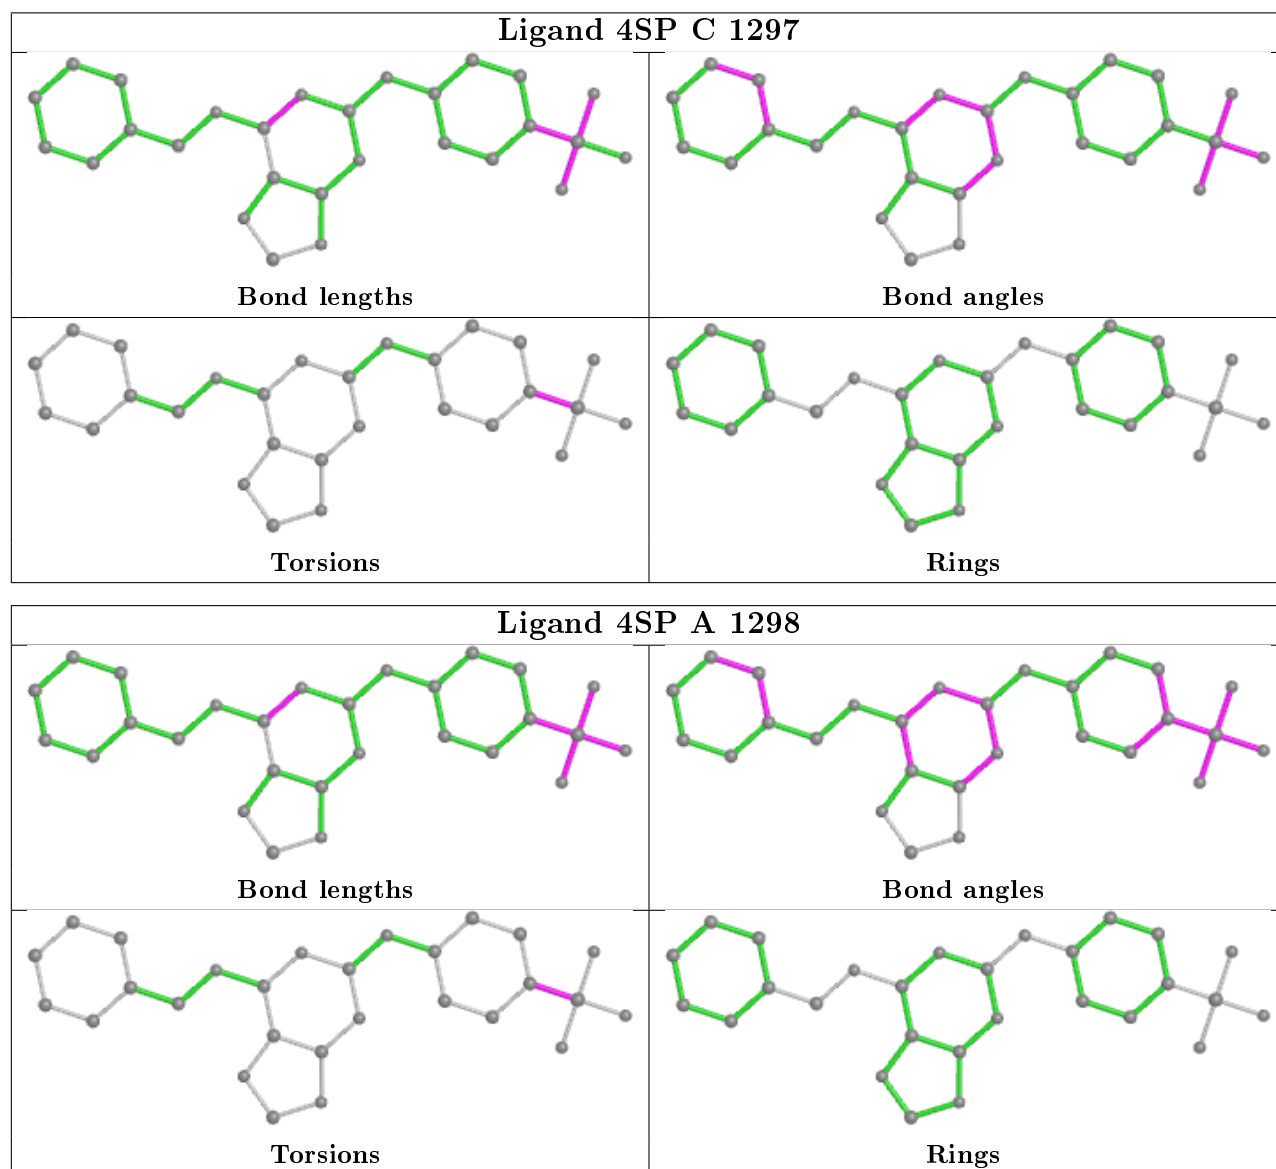 Ligand 4SP C 1297
Bond lengths
Bond angles
Torsions
Rings
Ligand 4SP A 1298
Bond lengths
Bond angles
Torsions
Rings